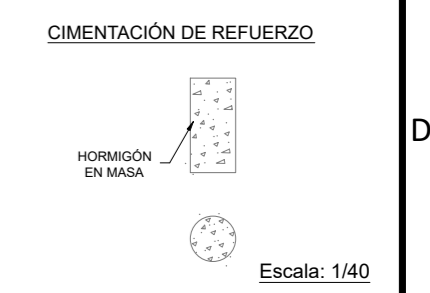 CIMENTACIÓN DE REFUERZO
D
HORMIGÓN
EN MASA
Escala: 1/40